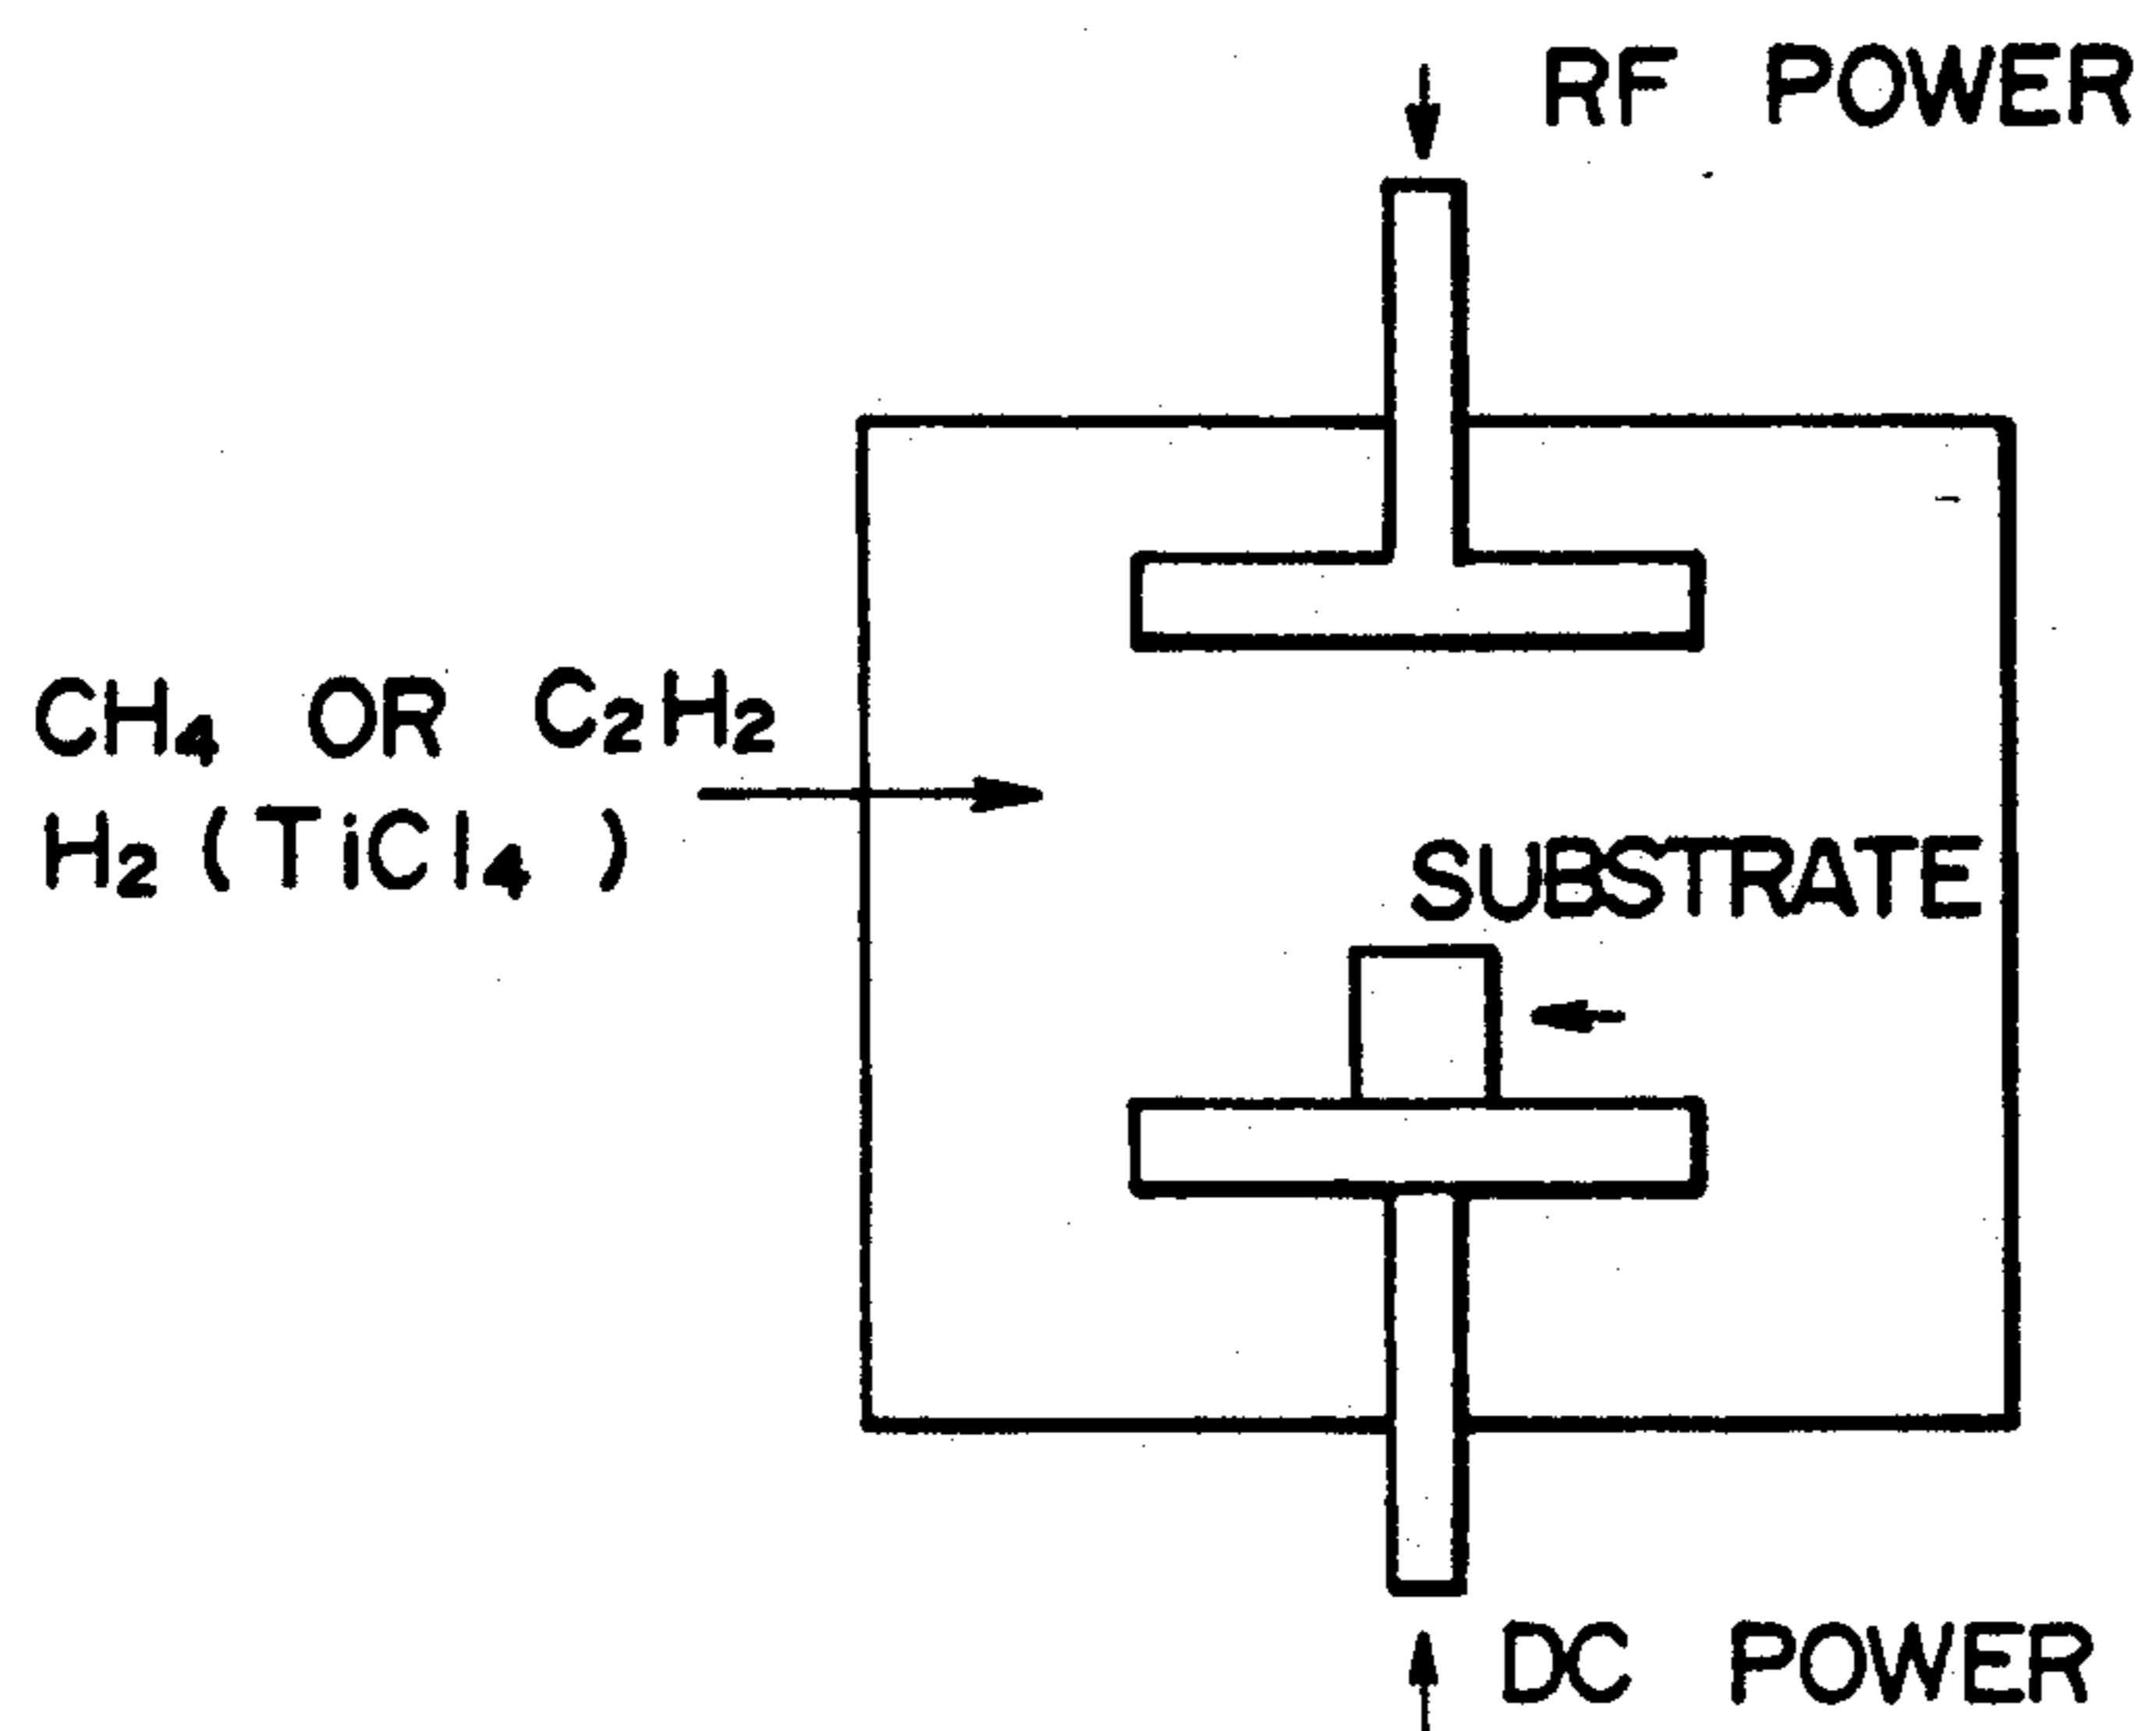 RF POWER
CH₄ OR C₂H₂
H₂ (TiCl₄ )
SUBSTRATE
DC POWER